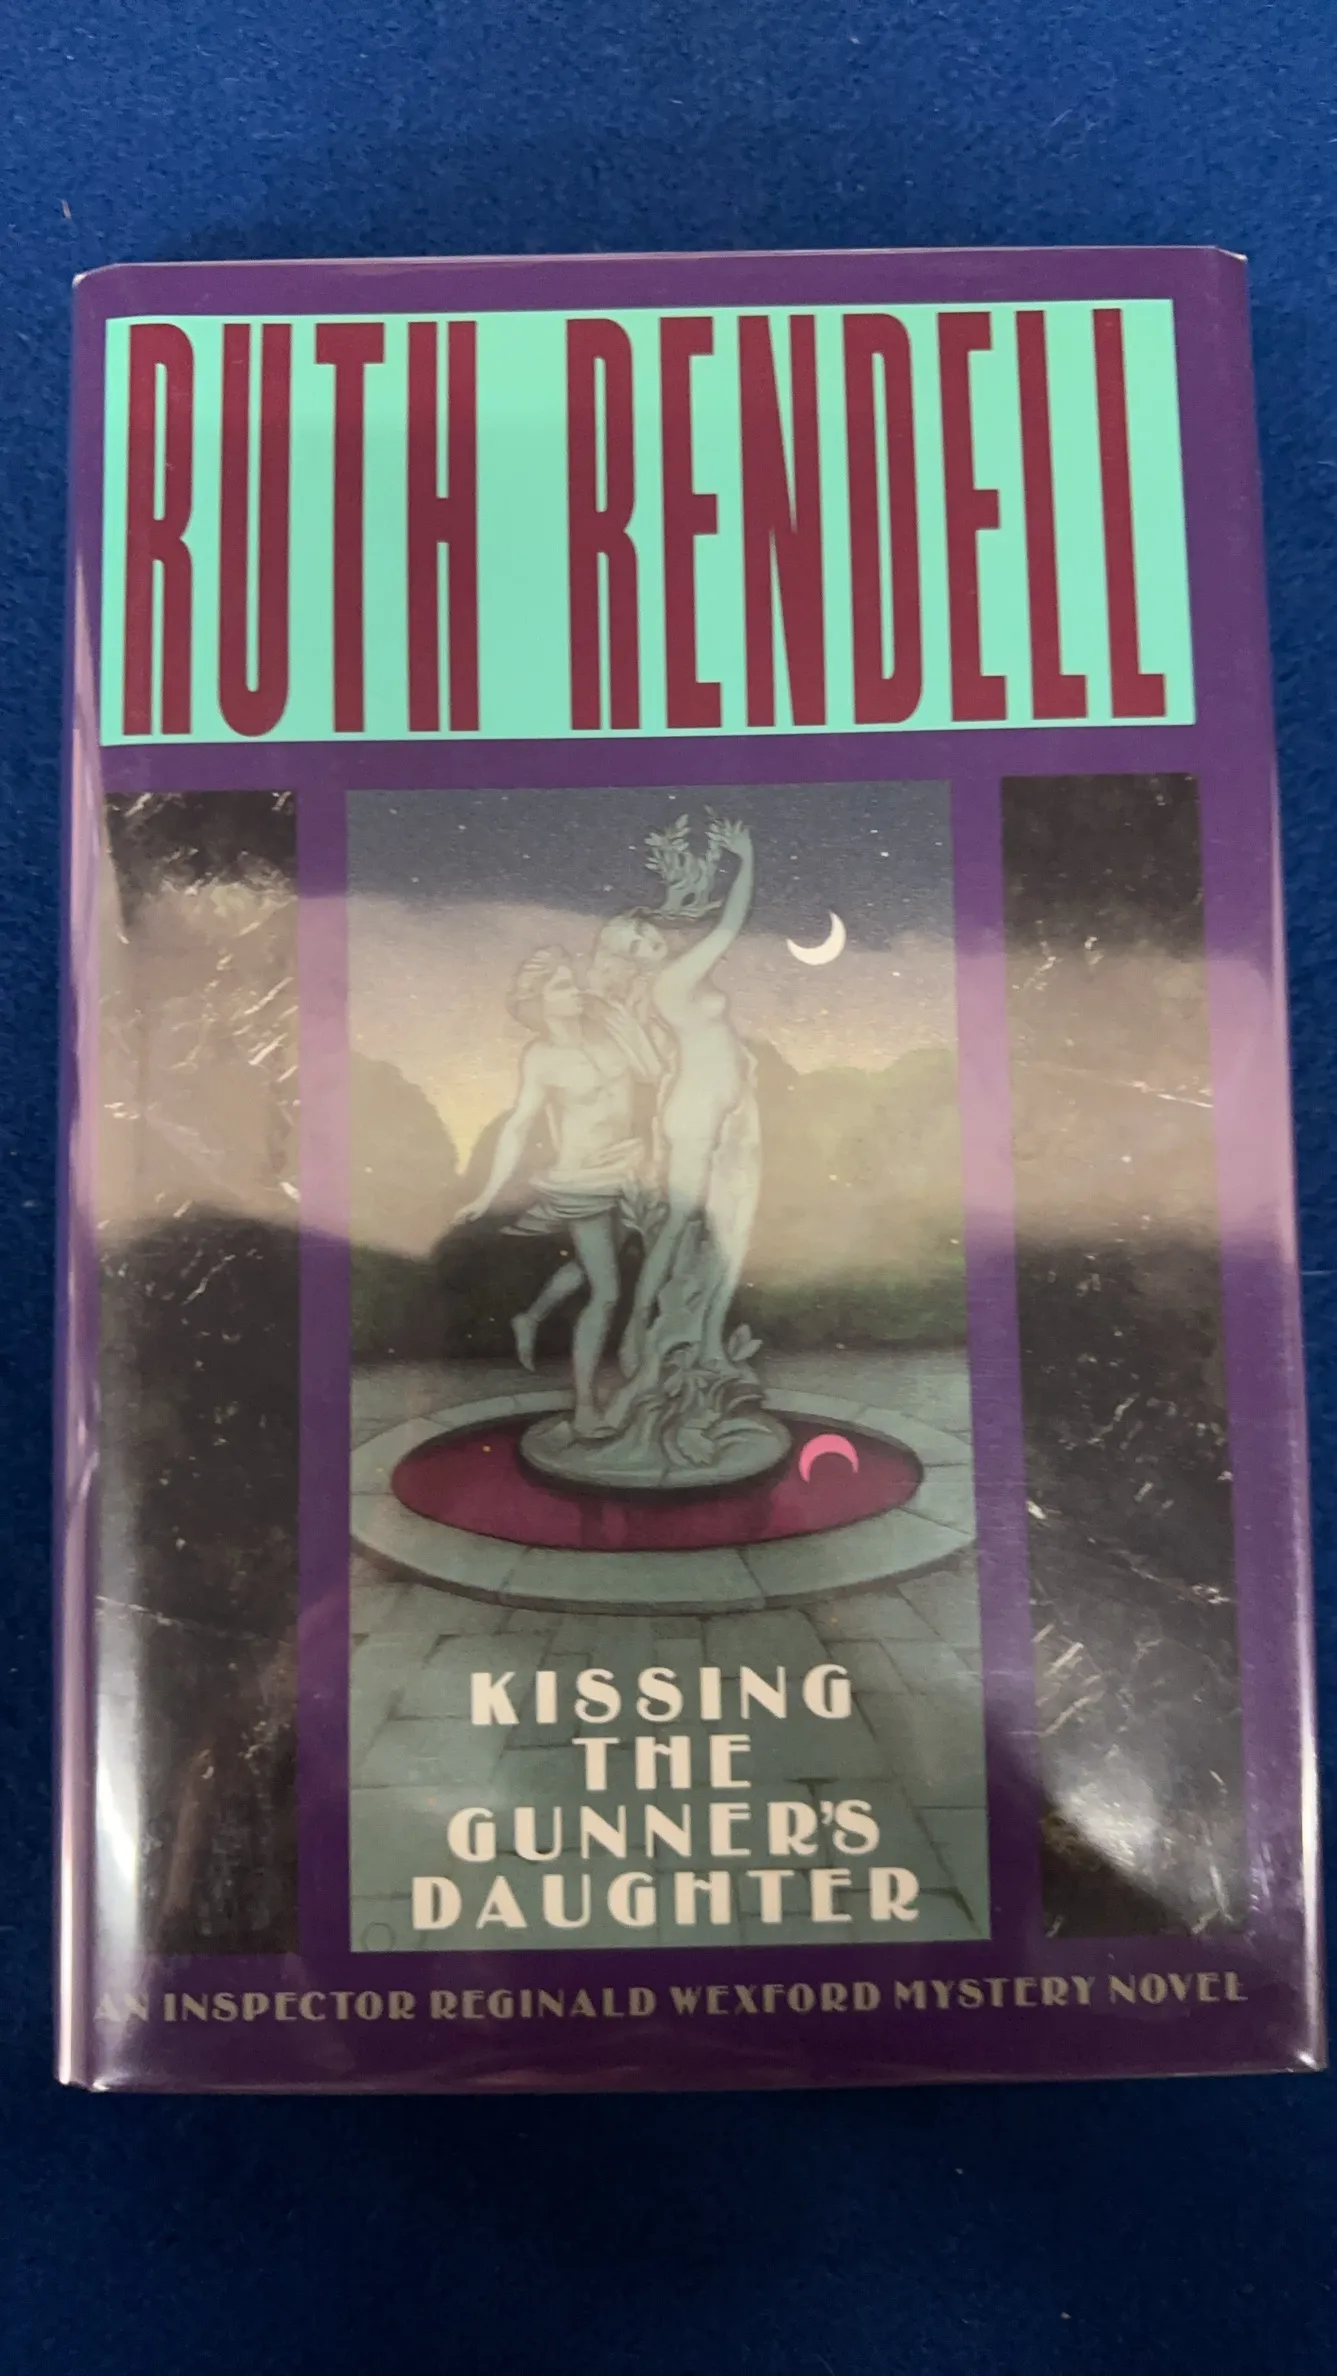 RUTH RENDELL
KISSING
THE
GUNNER'S
DAUGHTER
AN INSPECTOR REGINALD WEXFORD MYSTERY NOVEL